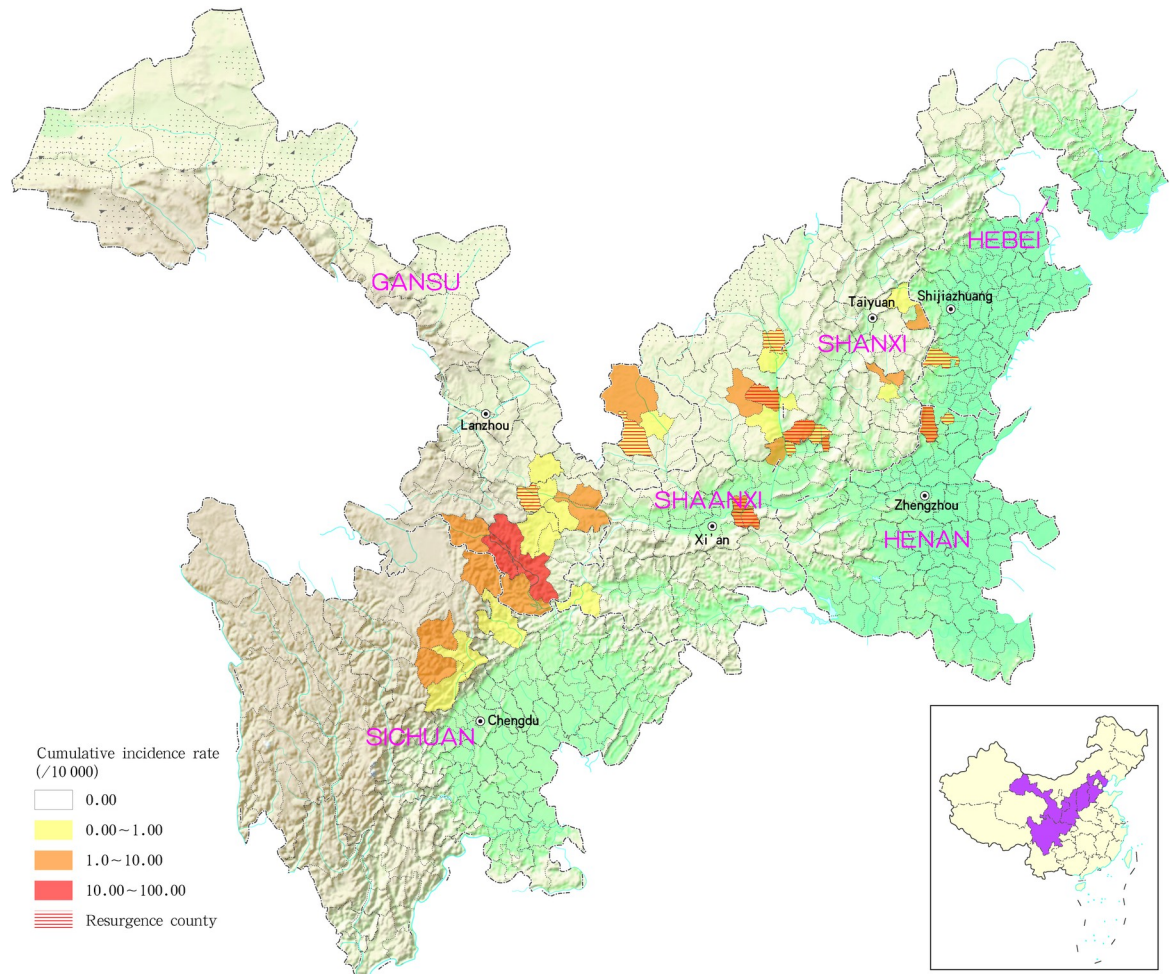 HEBEI
GANSU
Taiyuan
Shijiazhuang
SHANXI
Lanzhou
SHAANXI
Zhengzhou
Xi'an
HENAN
Chengdu
SICHUAN
Cumulative incidence rate
(/10 000)
0.00
0.00~1.00
1.0~10.00
10.00~100.00
Resurgence county